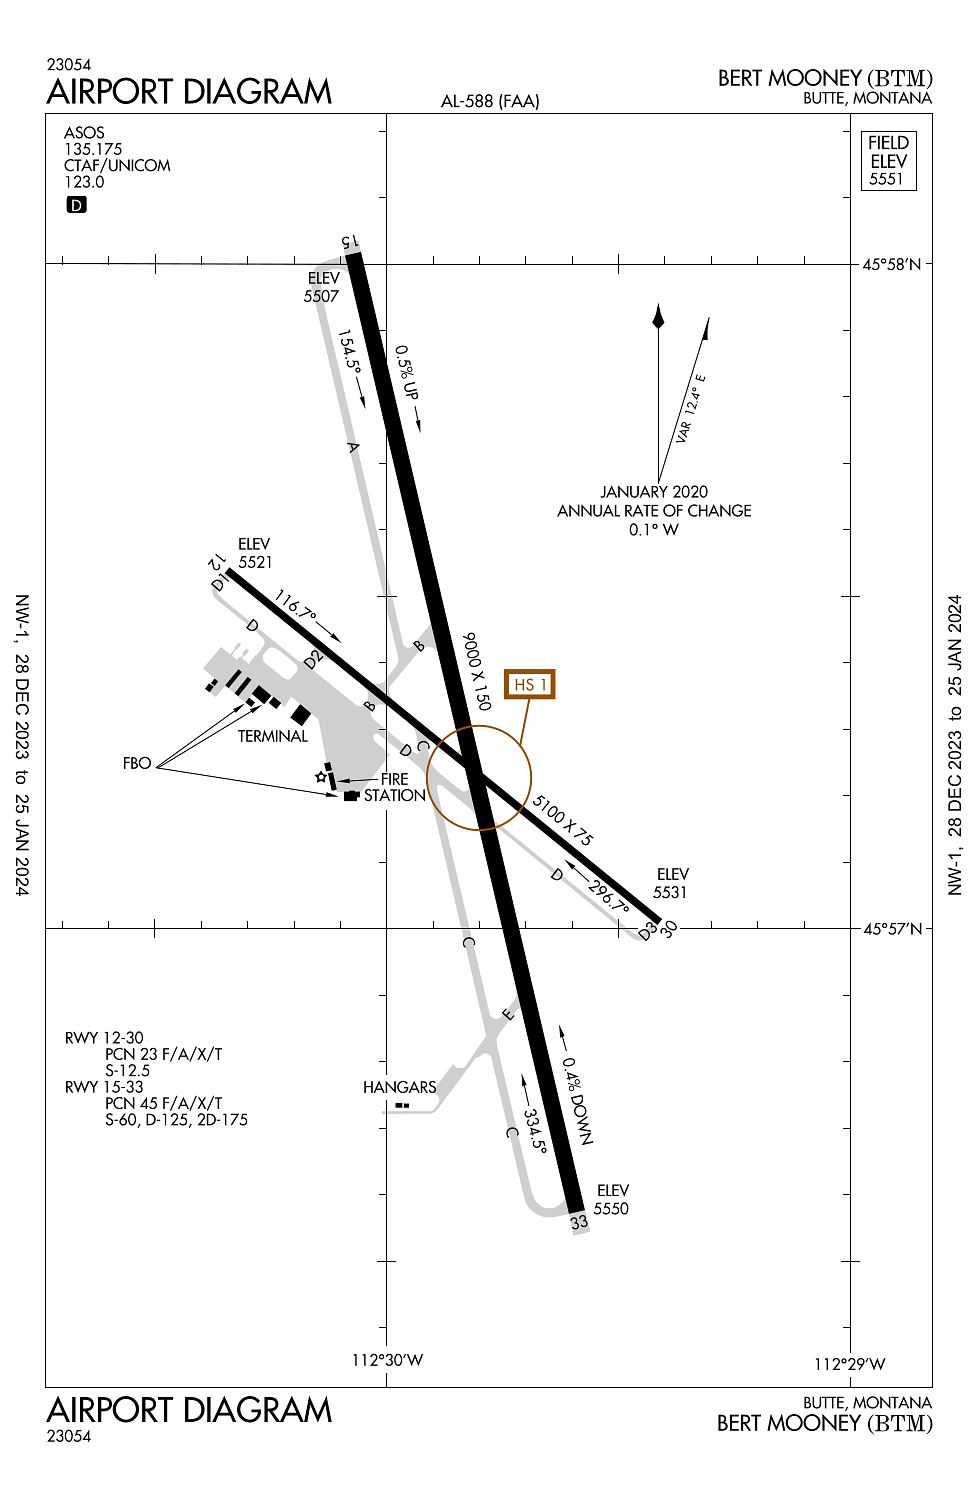 23054
AIRPORT DIAGRAM
AL-588 (FAA)
BERT MOONEY (BTM)
BUTTE, MONTANA
ASOS
135.175
CTAF/UNICOM
123.0
D
FIELD
ELEV
5551
15
45°58'N
ELEV
5507
154.5°
0.5% UP
A
VAR 12.4° E
JANUARY 2020
ANNUAL RATE OF CHANGE
0.1° W
12
ELEV
5521
D1
116.7°
D
D2
B
9000 X 150
HS 1
B
TERMINAL
D
C
FBO
FIRE
STATION
5100 X 75
ELEV
5531
D
296.7°
D3
30
45°57'N
C
E
RWY 12-30
PCN 23 F/A/X/T
S-12.5
RWY 15-33
PCN 45 F/A/X/T
S-60, D-125, 2D-175
HANGARS
0.4% DOWN
334.5°
C
ELEV
5550
33
112°30'W
112°29'W
NW-1, 28 DEC 2023 to 25 JAN 2024
NW-1, 28 DEC 2023 to 25 JAN 2024
AIRPORT DIAGRAM
23054
BUTTE, MONTANA
BERT MOONEY (BTM)